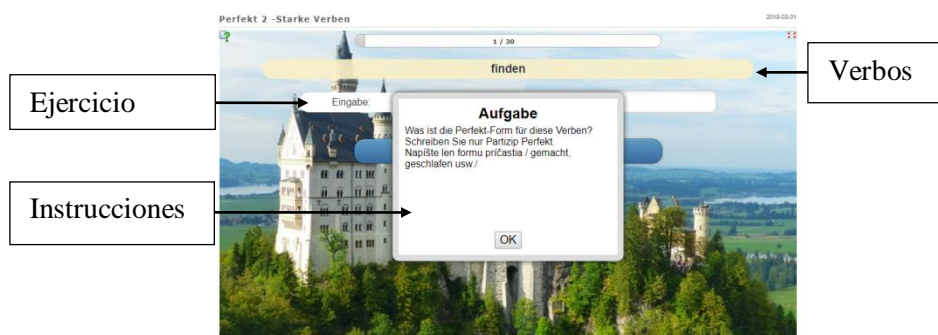 Perfekt 2 -Starke Verben
2018-03-01
1 / 30
finden
Verbos
Ejercicio
Eingabe:
Aufgabe
Was ist die Perfekt-Form für diese Verben?
Schreiben Sie nur Partizip Perfekt.
Napíšte len formu príčastia / gemacht,
geschlafen usw./
Instrucciones
OK